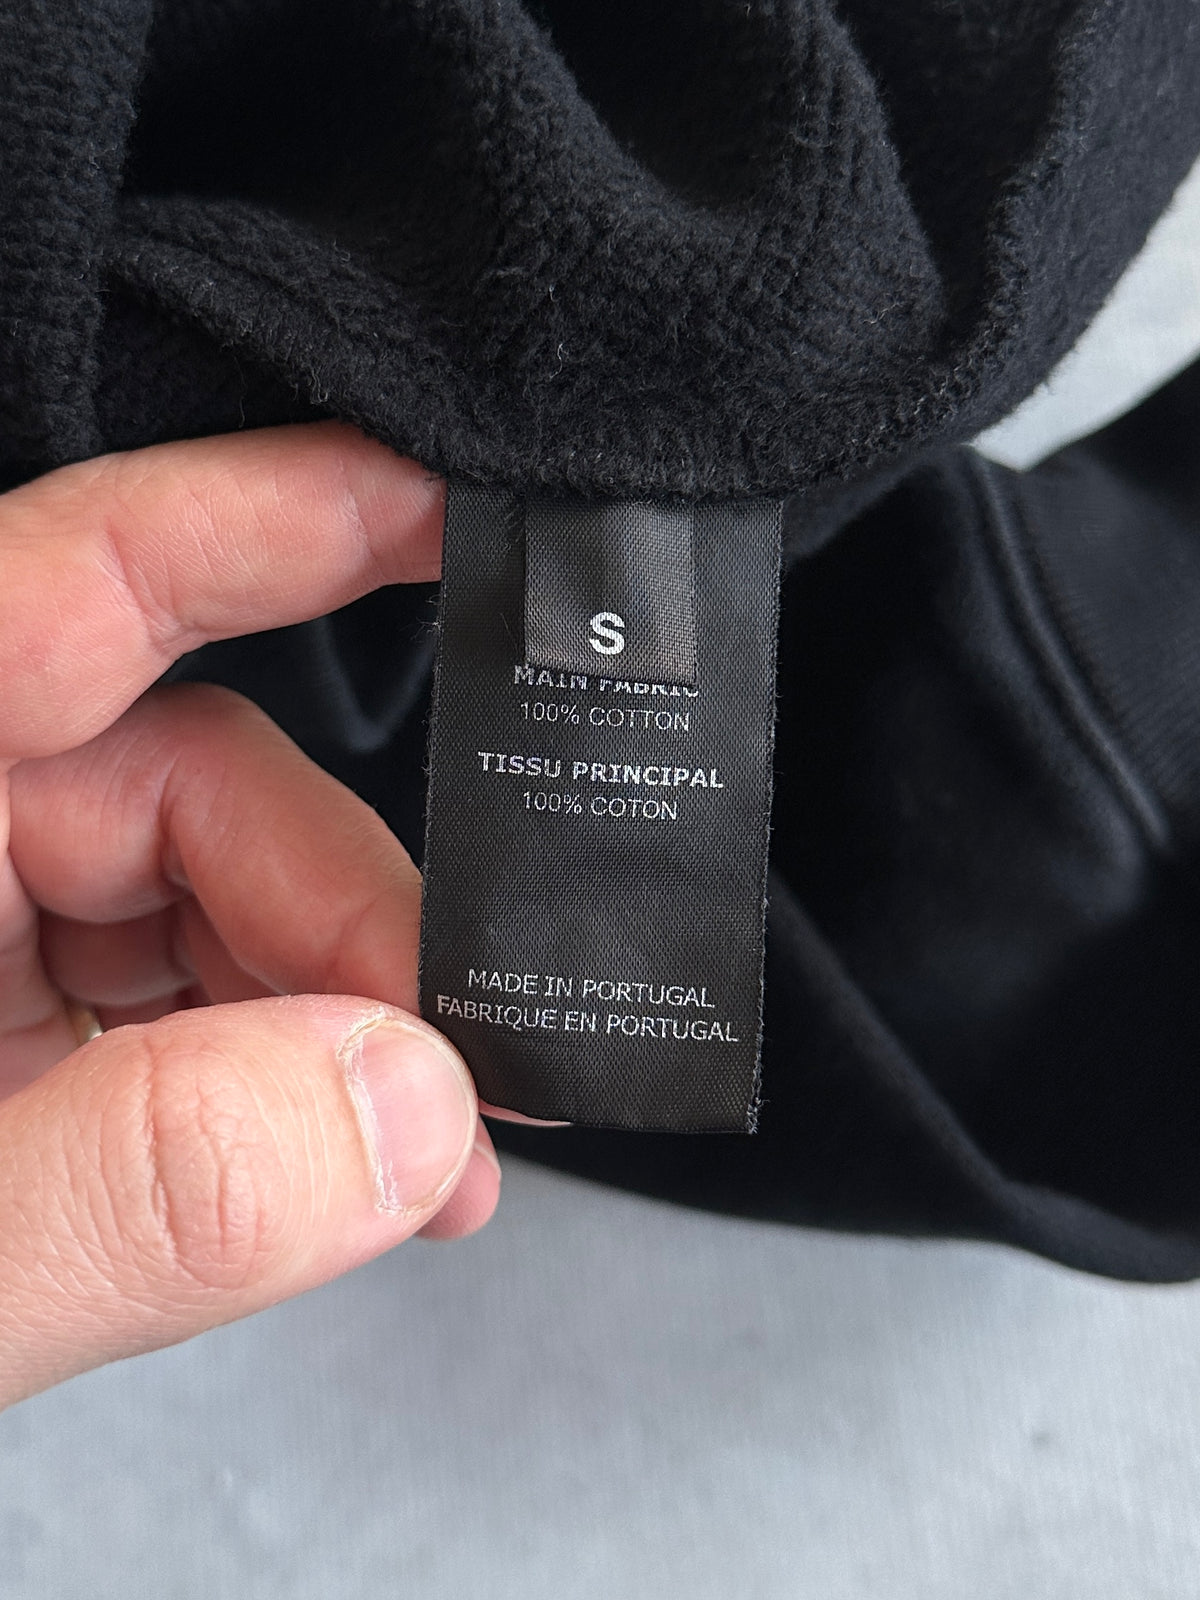 S
MAIN FABRIC
100% COTTON
TISSU PRINCIPAL
100% COTON
MADE IN PORTUGAL
FABRIQUE EN PORTUGAL